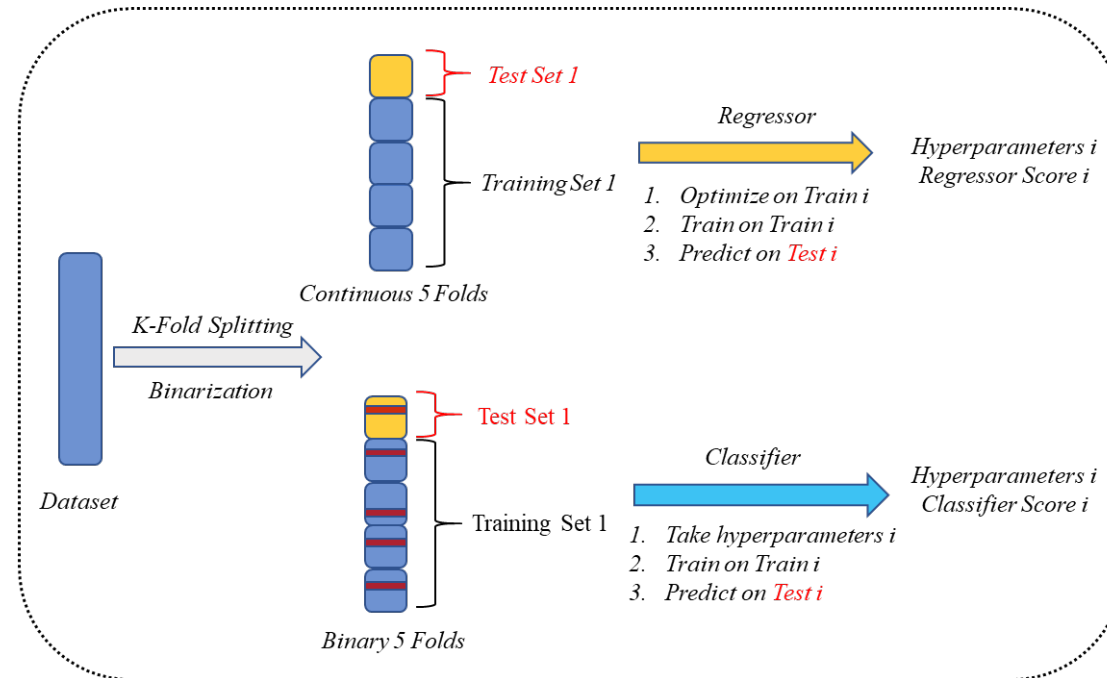 Test Set 1
Training Set 1
Continuous 5 Folds
Regressor
1. Optimize on Train i
2. Train on Train i
3. Predict on Test i
Hyperparameters i
Regressor Score i
K-Fold Splitting
Binarization
Dataset
Test Set 1
Training Set 1
Binary 5 Folds
Classifier
1. Take hyperparameters i
2. Train on Train i
3. Predict on Test i
Hyperparameters i
Classifier Score i